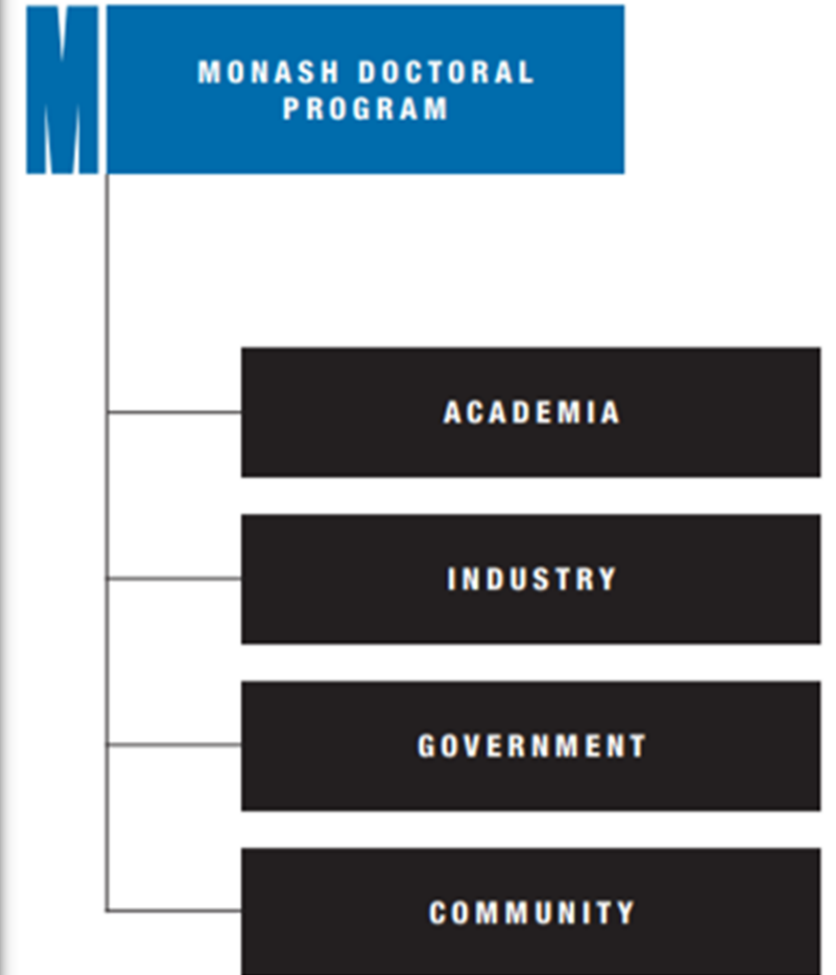 M
MONASH DOCTORAL
PROGRAM
ACADEMIA
INDUSTRY
GOVERNMENT
COMMUNITY